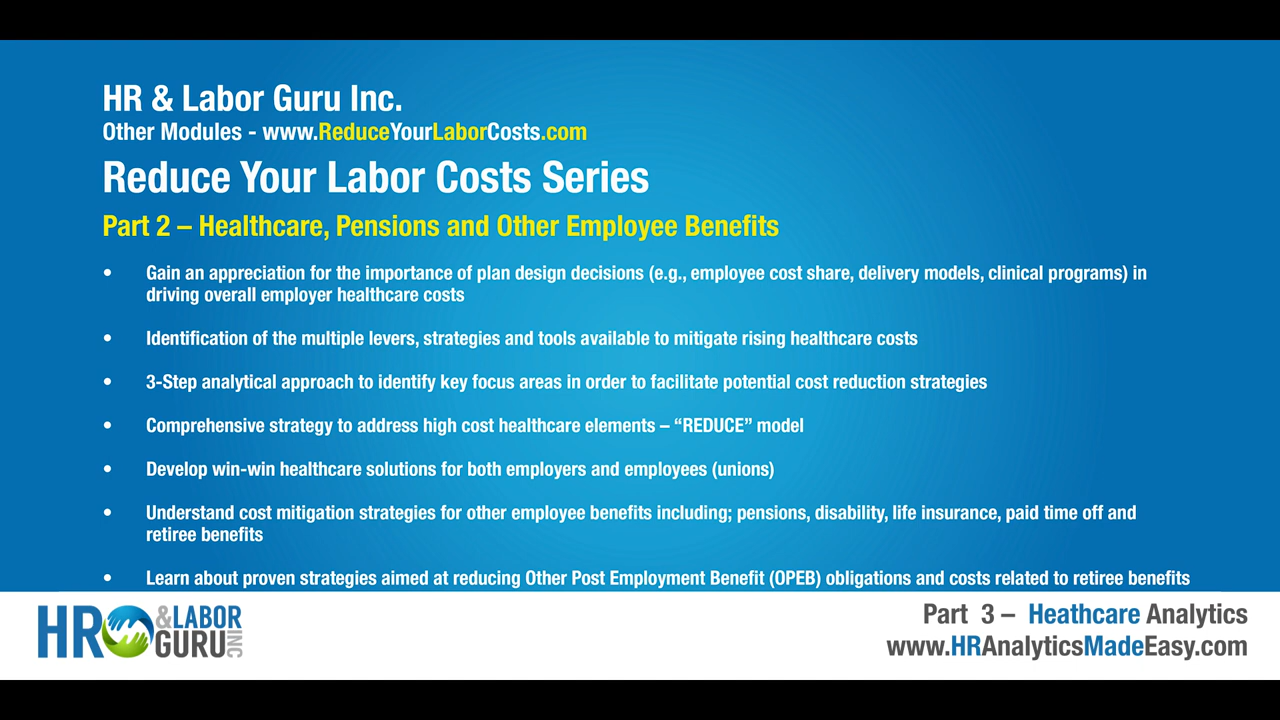 HR & Labor Guru Inc.
Other Modules - www.ReduceYourLaborCosts.com
Reduce Your Labor Costs Series
Part 2 – Healthcare, Pensions and Other Employee Benefits
• Gain an appreciation for the importance of plan design decisions (e.g., employee cost share, delivery models, clinical programs) in
driving overall employer healthcare costs
• Identification of the multiple levers, strategies and tools available to mitigate rising healthcare costs
• 3-Step analytical approach to identify key focus areas in order to facilitate potential cost reduction strategies
• Comprehensive strategy to address high cost healthcare elements – “REDUCE” model
• Develop win-win healthcare solutions for both employers and employees (unions)
• Understand cost mitigation strategies for other employee benefits including; pensions, disability, life insurance, paid time off and
retiree benefits
• Learn about proven strategies aimed at reducing Other Post Employment Benefit (OPEB) obligations and costs related to retiree benefits
HR &LABOR
GURU INC
Part 3 – Heathcare Analytics
www.HRAnalyticsMadeEasy.com